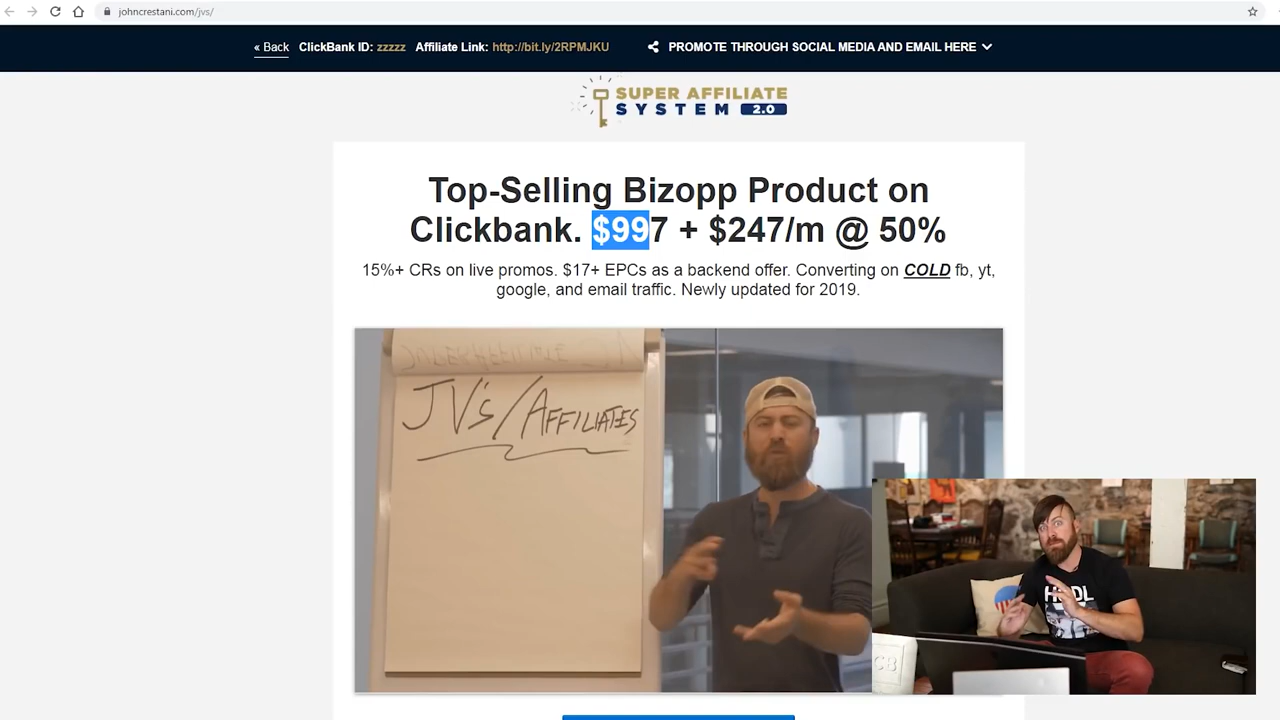 johncrestani.com/jvs/
« Back ClickBank ID: zzzzz Affiliate Link: http://bit.ly/2RPMJKU PROMOTE THROUGH SOCIAL MEDIA AND EMAIL HERE
SUPER AFFILIATE
SYSTEM 2.0
Top-Selling Bizopp Product on
Clickbank. $997 + $247/m @ 50%
15%+ CRs on live promos. $17+ EPCs as a backend offer. Converting on COLD fb, yt,
google, and email traffic. Newly updated for 2019.
JV's/AFFILIATES